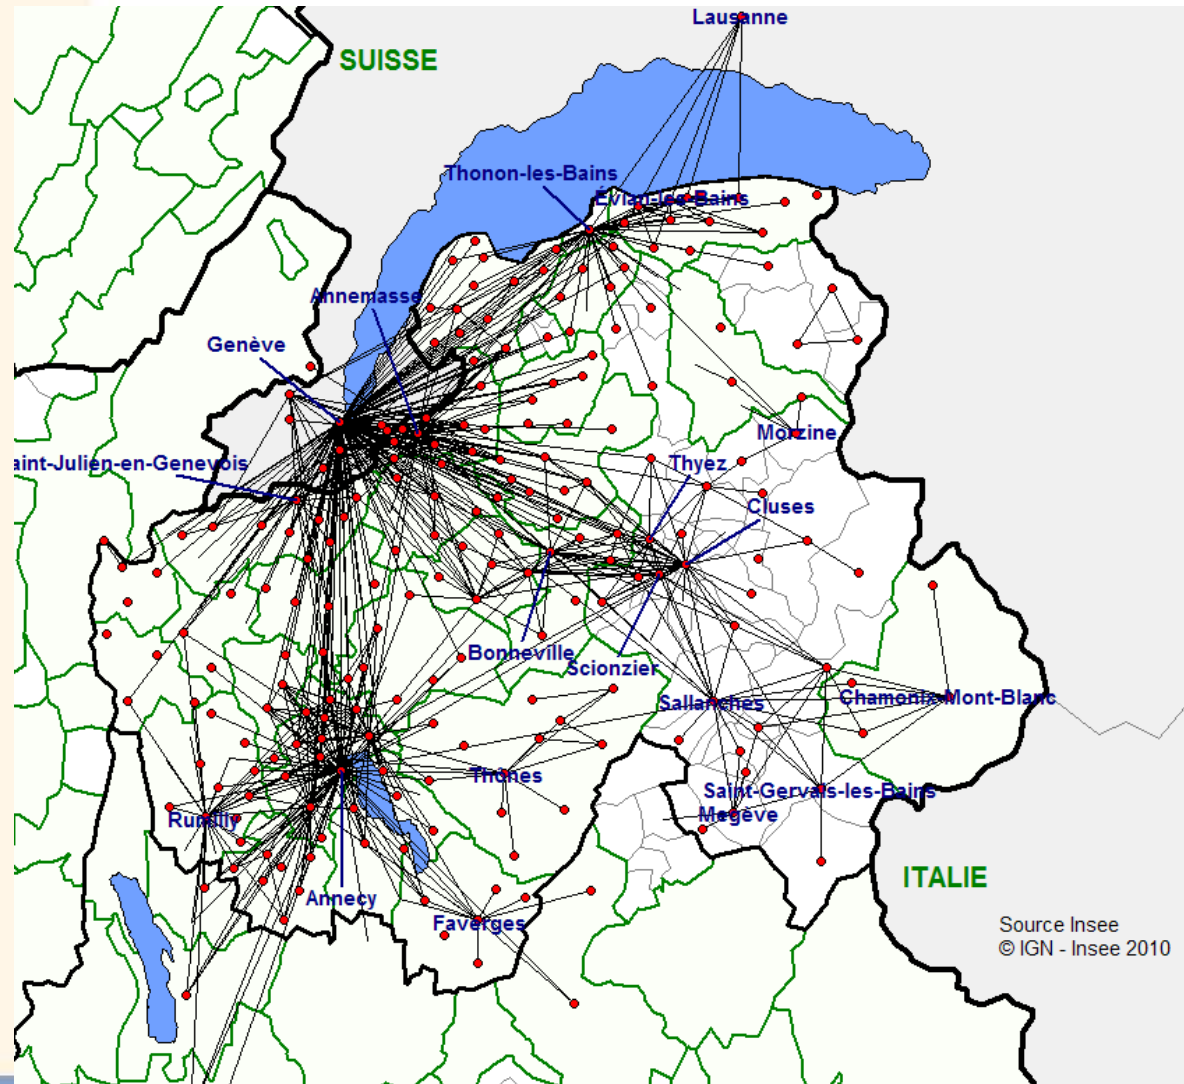 Lausanne
SUISSE
Thonon-les-Bains
Évian-les-Bains
Annemasse
Genève
Morzine
aint-Julien-en-Genevois
Thyez
Cluses
Bonneville
Scionzier
Sallanches
Chamonix-Mont-Blanc
Thônes
Saint-Gervais-les-Bains
Megève
Rumilly
ITALIE
Annecy
Faverges
Source Insee
© IGN - Insee 2010